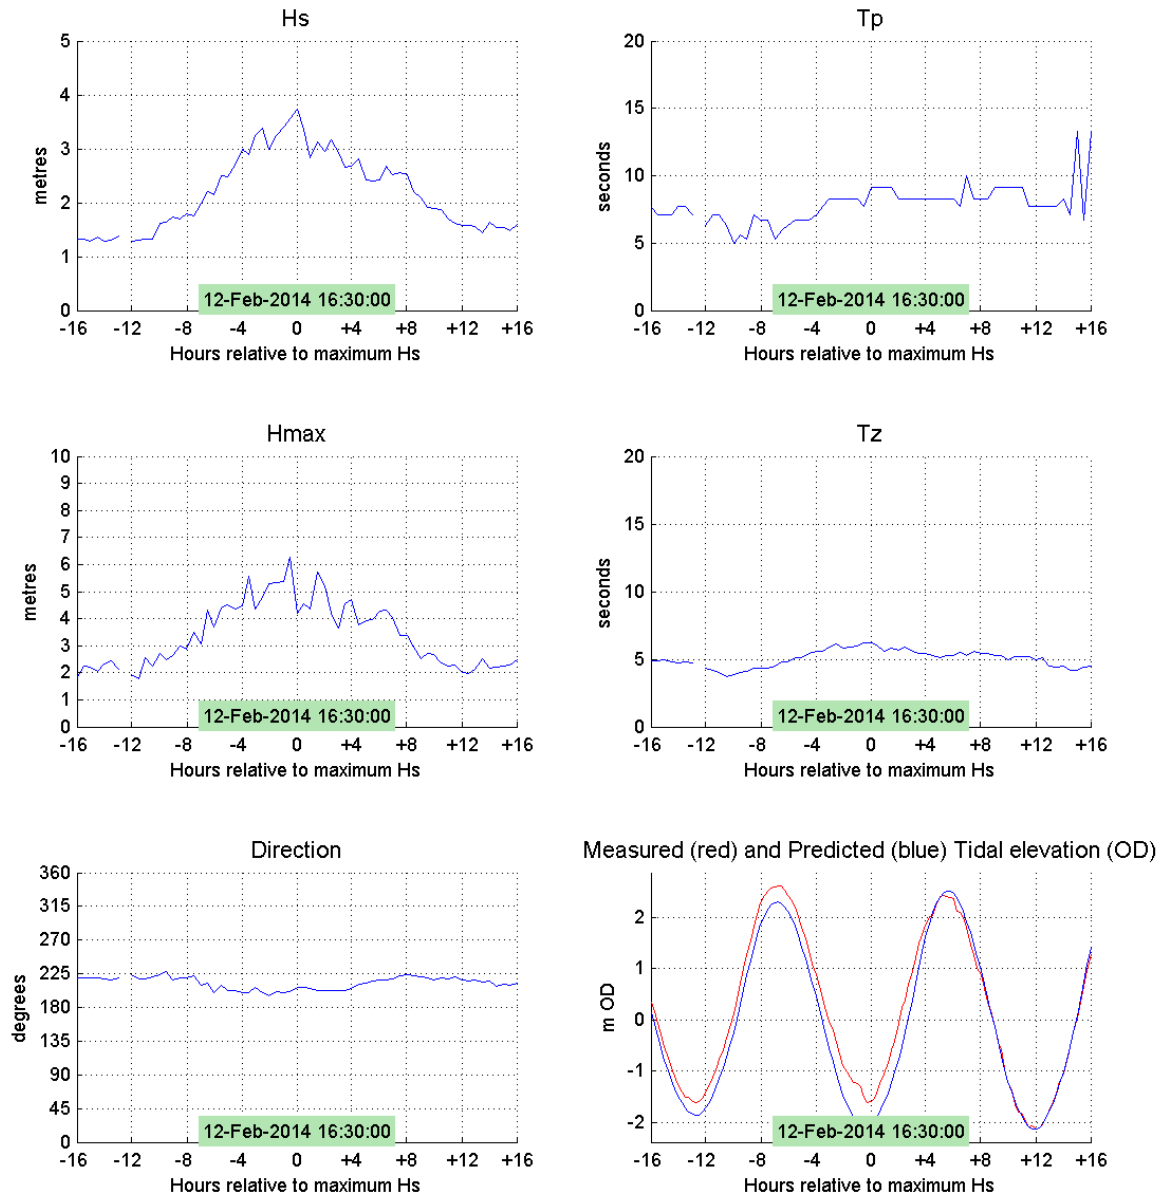 Hs
5
4
3
2
1
0
metres
12-Feb-2014 16:30:00
-16 -12 -8 -4 0 +4 +8 +12 +16
Hours relative to maximum Hs
Tp
20
15
10
5
0
seconds
12-Feb-2014 16:30:00
-16 -12 -8 -4 0 +4 +8 +12 +16
Hours relative to maximum Hs
Hmax
10
9
8
7
6
5
4
3
2
1
0
metres
12-Feb-2014 16:30:00
-16 -12 -8 -4 0 +4 +8 +12 +16
Hours relative to maximum Hs
Tz
20
15
10
5
0
seconds
12-Feb-2014 16:30:00
-16 -12 -8 -4 0 +4 +8 +12 +16
Hours relative to maximum Hs
Direction
360
315
270
225
180
135
90
45
0
degrees
12-Feb-2014 16:30:00
-16 -12 -8 -4 0 +4 +8 +12 +16
Hours relative to maximum Hs
Measured (red) and Predicted (blue) Tidal elevation (OD)
2
1
0
-1
-2
m OD
12-Feb-2014 16:30:00
-16 -12 -8 -4 0 +4 +8 +12 +16
Hours relative to maximum Hs